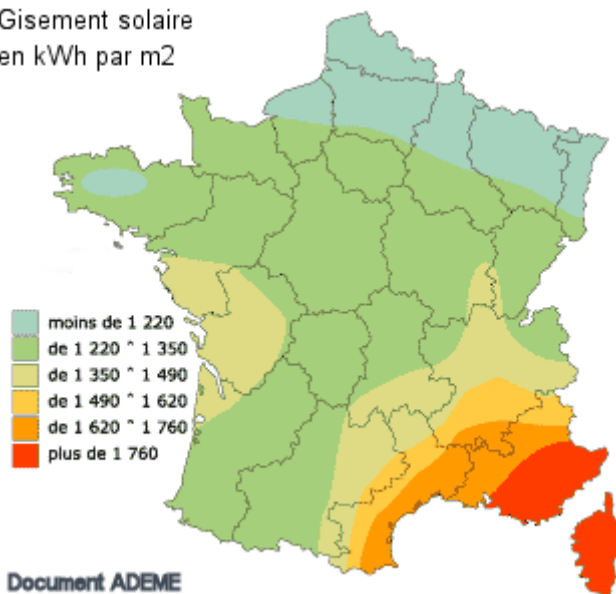 Gisement solaire
en kWh par m2
moins de 1 220
de 1 220 ˆ 1 350
de 1 350 ˆ 1 490
de 1 490 ˆ 1 620
de 1 620 ˆ 1 760
plus de 1 760
Document ADEME